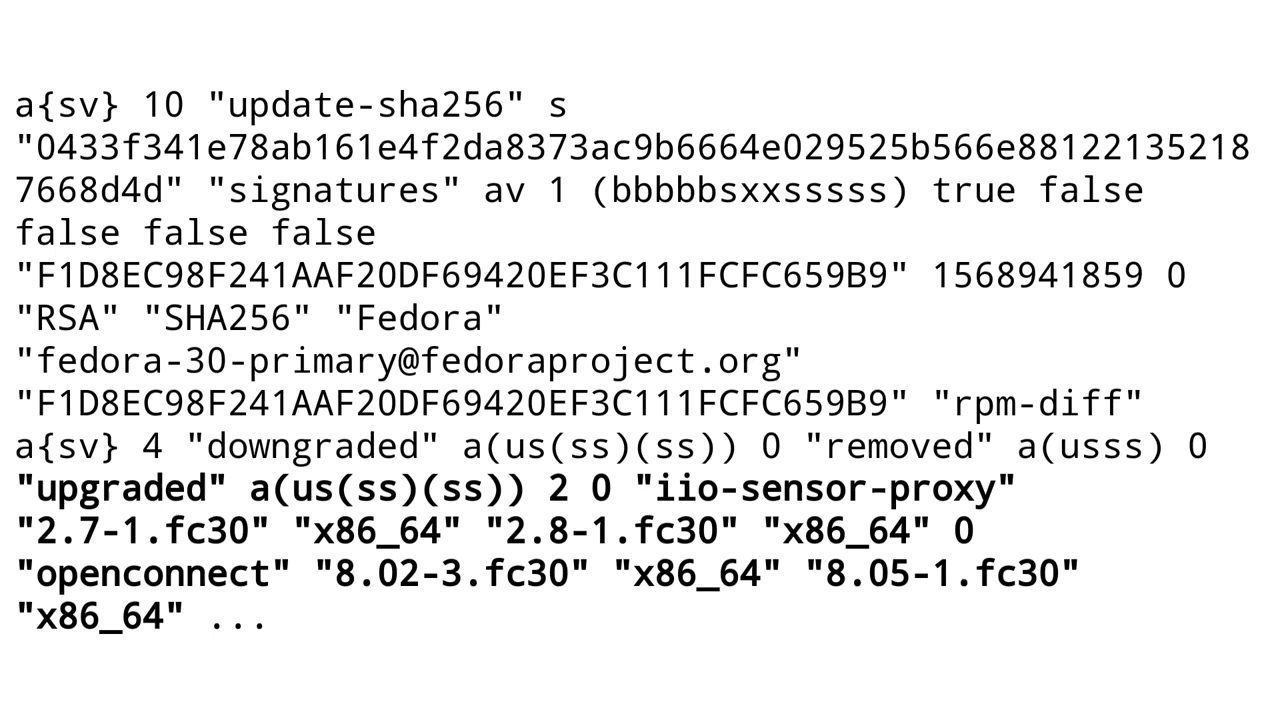 a{sv} 10 "update-sha256" s
"0433f341e78ab161e4f2da8373ac9b6664e029525b566e88122135218
7668d4d" "signatures" av 1 (bbbbbsxxsssss) true false
false false false
"F1D8EC98F241AAF20DF69420EF3C111FCFC659B9" 1568941859 0
"RSA" "SHA256" "Fedora"
"fedora-30-primary@fedoraproject.org"
"F1D8EC98F241AAF20DF69420EF3C111FCFC659B9" "rpm-diff"
a{sv} 4 "downgraded" a(us(ss)(ss)) 0 "removed" a(usss) 0
"upgraded" a(us(ss)(ss)) 2 0 "iio-sensor-proxy"
"2.7-1.fc30" "x86_64" "2.8-1.fc30" "x86_64" 0
"openconnect" "8.02-3.fc30" "x86_64" "8.05-1.fc30"
"x86_64" ...